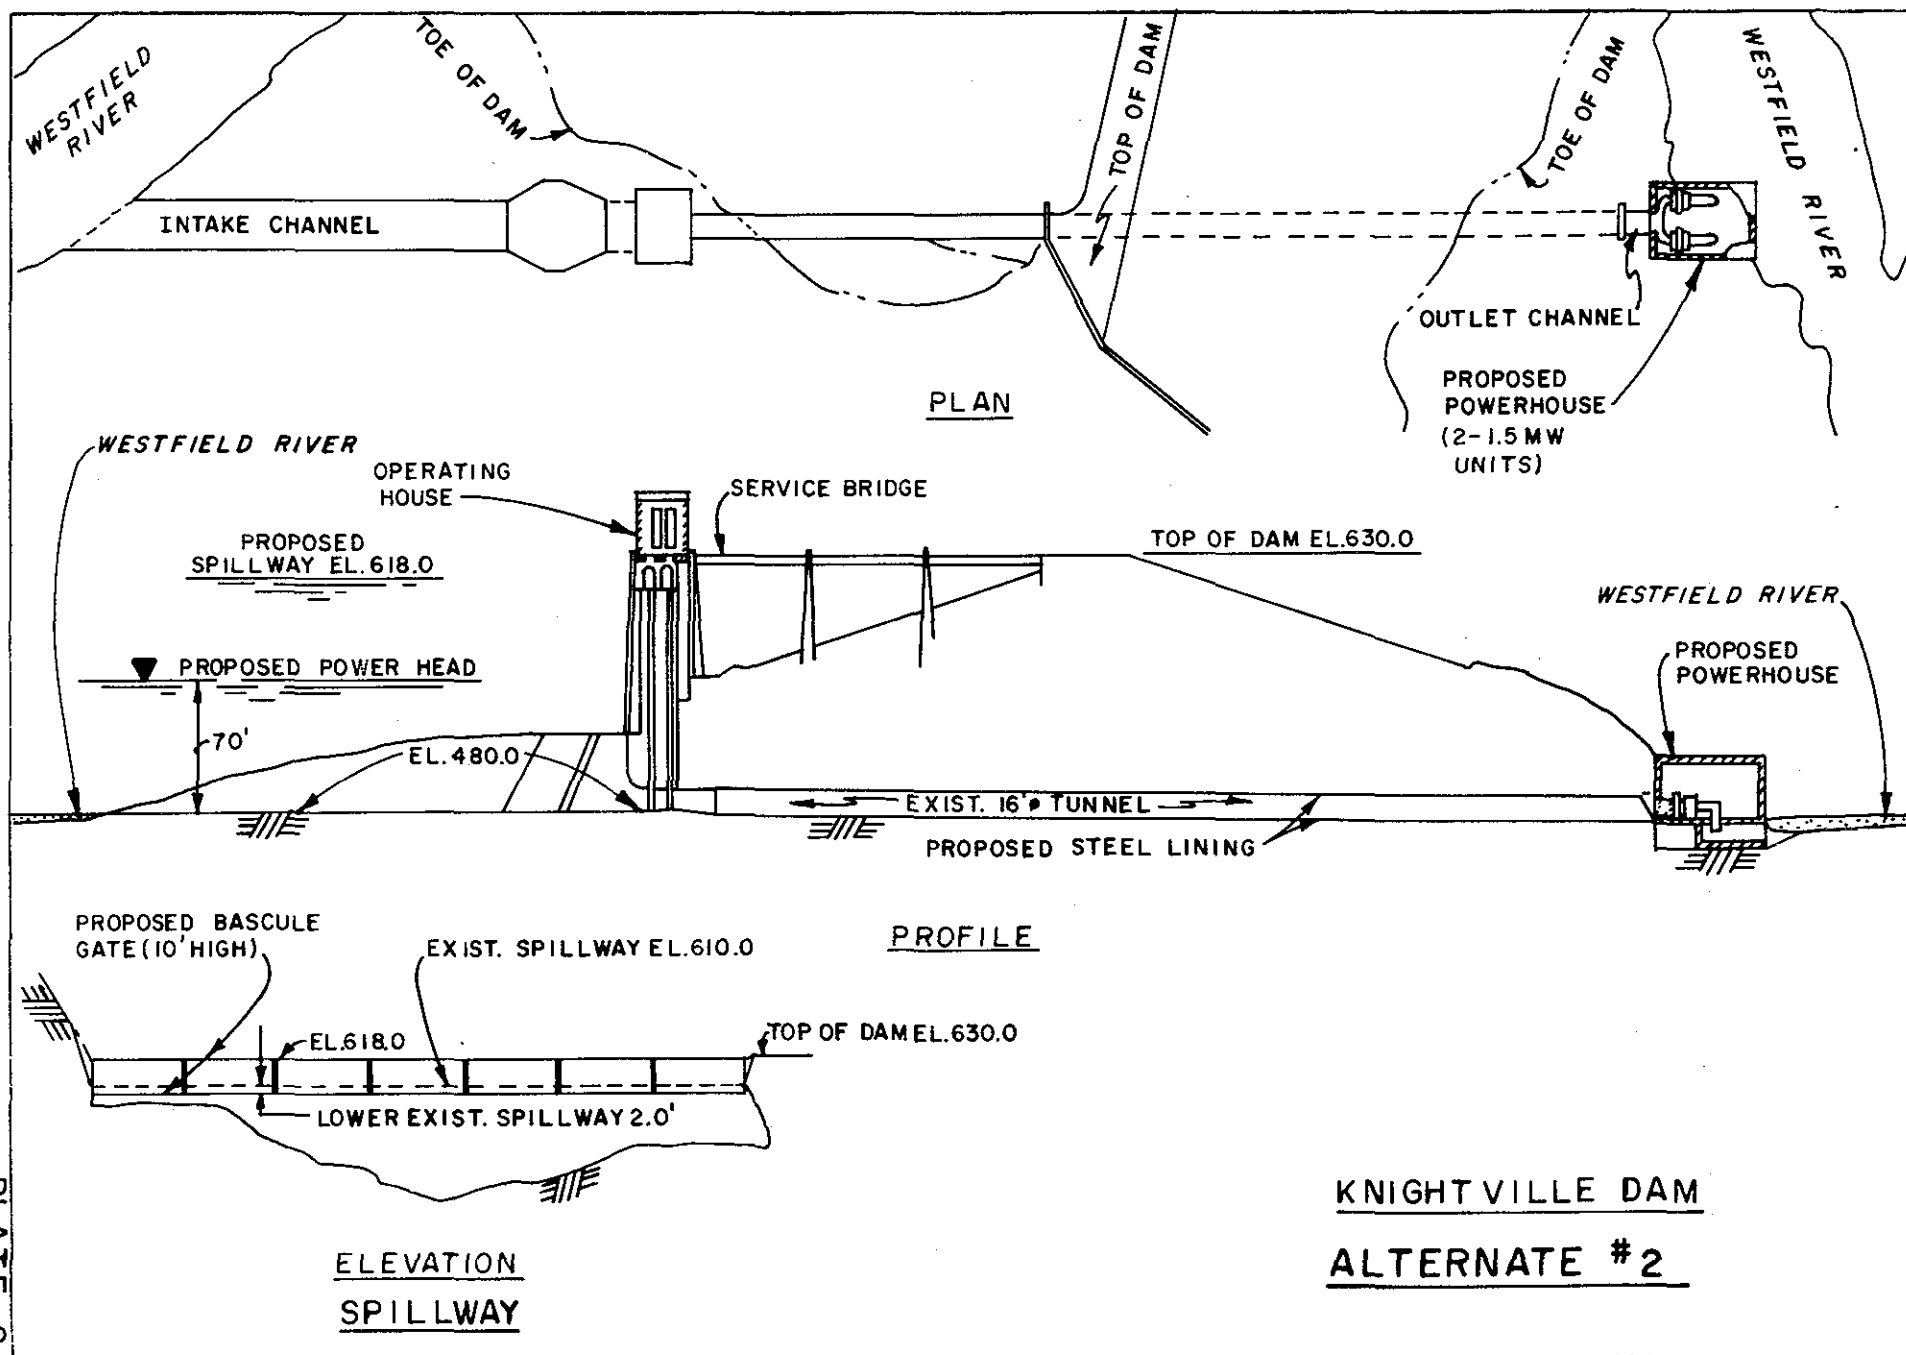 WESTFIELD
RIVER
TOE OF DAM
TOP OF DAM
TOE OF DAM
WESTFIELD RIVER
INTAKE CHANNEL
OUTLET CHANNEL
PROPOSED
POWERHOUSE
(2-1.5 MW
UNITS)
PLAN
WESTFIELD RIVER
OPERATING
HOUSE
SERVICE BRIDGE
PROPOSED
SPILLWAY EL.618.0
TOP OF DAM EL.630.0
WESTFIELD RIVER
PROPOSED
POWERHOUSE
PROPOSED POWER HEAD
70'
EL.480.0
EXIST. 16'ø TUNNEL
PROPOSED STEEL LINING
PROFILE
PROPOSED BASCULE
GATE (10' HIGH)
EXIST. SPILLWAY EL.610.0
EL.618.0
TOP OF DAM EL.630.0
LOWER EXIST. SPILLWAY 2.0'
ELEVATION
SPILLWAY
KNIGHTVILLE DAM
ALTERNATE #2